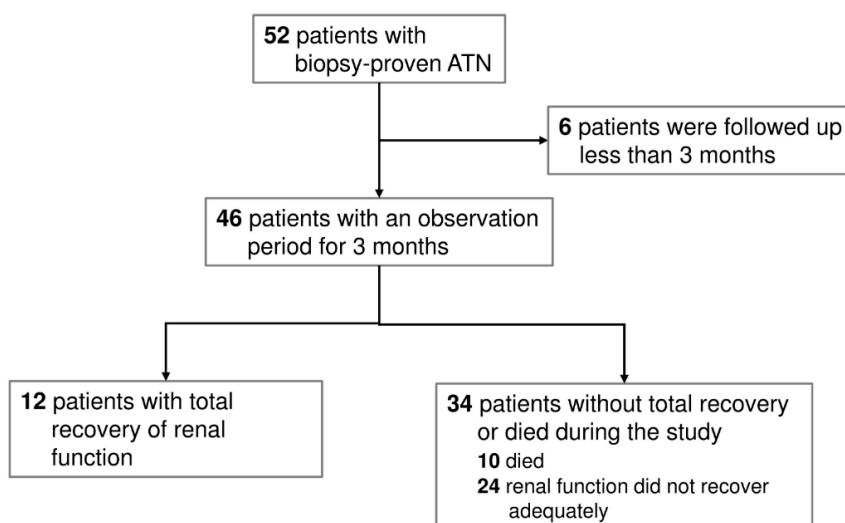 52 patients with
biopsy-proven ATN
6 patients were followed up
less than 3 months
46 patients with an observation
period for 3 months
12 patients with total
recovery of renal
function
34 patients without total recovery
or died during the study
10 died
24 renal function did not recover
adequately